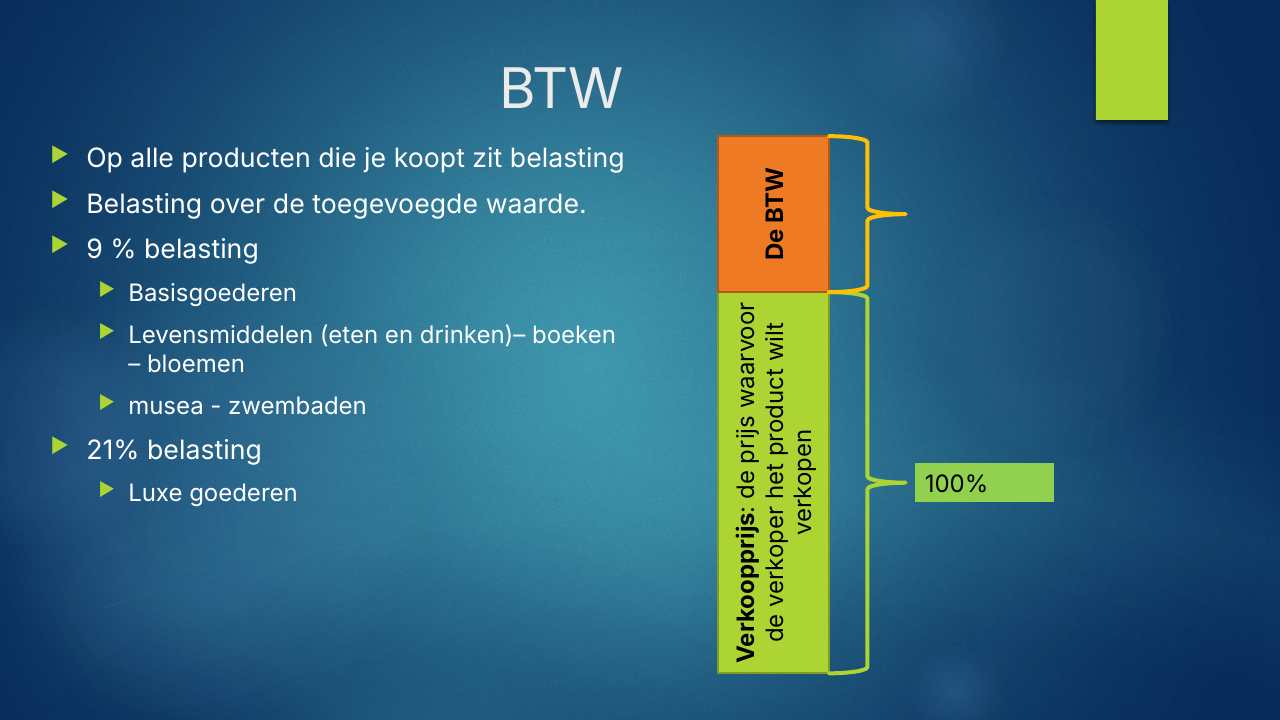 BTW
Op alle producten die je koopt zit belasting
Belasting over de toegevoegde waarde.
9 % belasting
Basisgoederen
Levensmiddelen (eten en drinken)– boeken
– bloemen
musea - zwembaden
21% belasting
Luxe goederen
De BTW
Verkoopprijs: de prijs waarvoor
de verkoper het product wilt
verkopen
100%